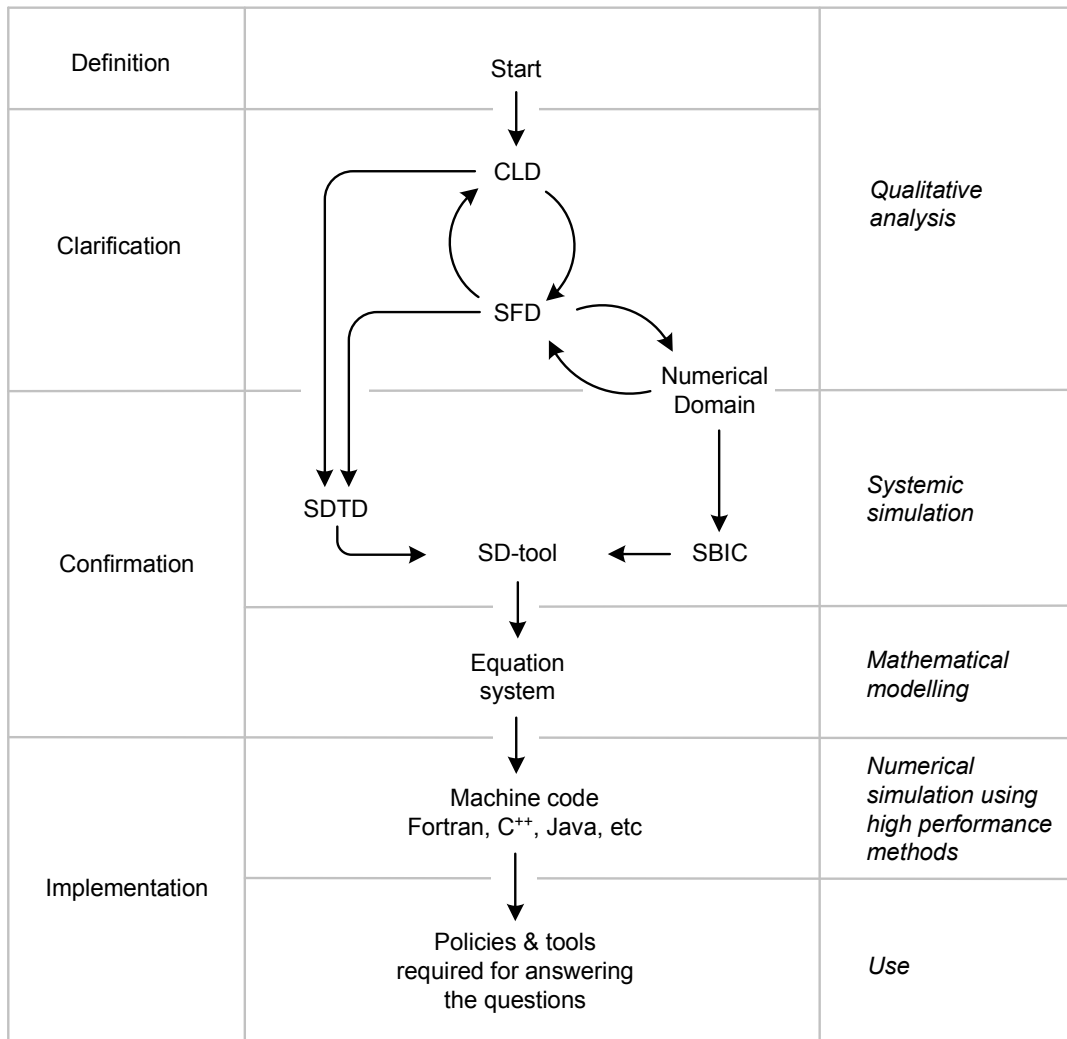 Definition
Start
CLD
Qualitative
analysis
Clarification
SFD
Numerical
Domain
Systemic
simulation
SDTD
Confirmation
SD-tool
SBIC
Equation
system
Mathematical
modelling
Machine code
Fortran, C++, Java, etc
Numerical
simulation using
high performance
methods
Implementation
Policies & tools
required for answering
the questions
Use